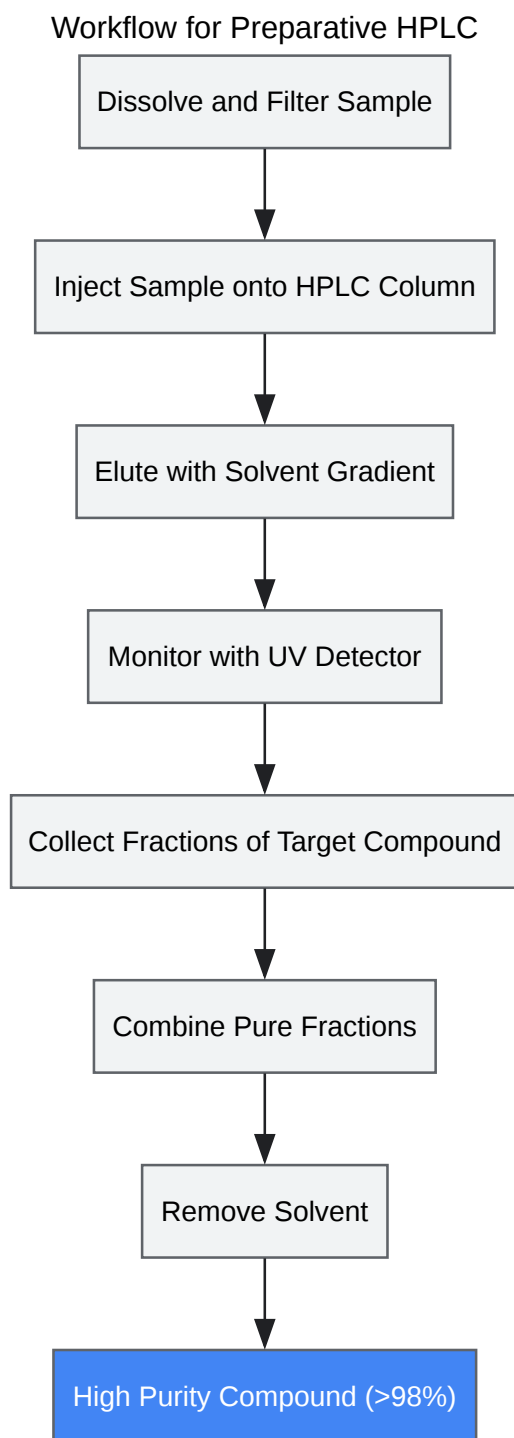 Workflow for Preparative HPLC
Dissolve and Filter Sample
Inject Sample onto HPLC Column
Elute with Solvent Gradient
Monitor with UV Detector
Collect Fractions of Target Compound
Combine Pure Fractions
Remove Solvent
High Purity Compound (>98%)